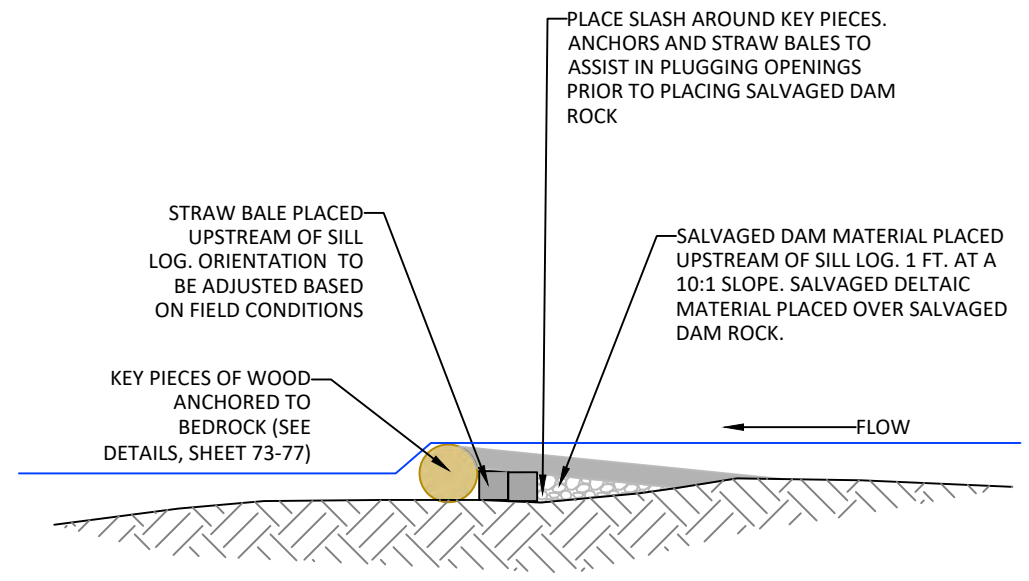 PLACE SLASH AROUND KEY PIECES.
ANCHORS AND STRAW BALES TO
ASSIST IN PLUGGING OPENINGS
PRIOR TO PLACING SALVAGED DAM
ROCK
STRAW BALE PLACED
UPSTREAM OF SILL
LOG. ORIENTATION TO
BE ADJUSTED BASED
ON FIELD CONDITIONS
SALVAGED DAM MATERIAL PLACED
UPSTREAM OF SILL LOG. 1 FT. AT A
10:1 SLOPE. SALVAGED DELTAIC
MATERIAL PLACED OVER SALVAGED
DAM ROCK.
KEY PIECES OF WOOD
ANCHORED TO
BEDROCK (SEE
DETAILS, SHEET 73-77)
FLOW